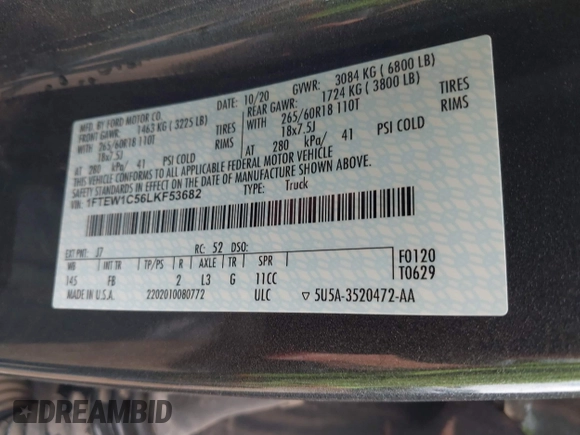 MFD. BY FORD MOTOR CO.
DATE: 10/20 GVWR: 3084 KG ( 6800 LB)
FRONT GAWR: 1463 KG ( 3225 LB) REAR GAWR: 1724 KG ( 3800 LB)
WITH 265/60R18 110T TIRES WITH 265/60R18 110T TIRES
18x7.5J RIMS 18x7.5J RIMS
AT 280 kPa/ 41 PSI COLD AT 280 kPa/ 41 PSI COLD
THIS VEHICLE CONFORMS TO ALL APPLICABLE FEDERAL MOTOR VEHICLE
SAFETY STANDARDS IN EFFECT ON THE DATE OF MANUFACTURE SHOWN ABOVE.
VIN: 1FTEW1C56LKF53682
TYPE: Truck
EXT PNT: J7 RC: 52 DSO:
WB INT TR TP/PS R AXLE TR SPR
145 FB 2 L3 G 11CC
F0120
T0629
MADE IN U.S.A. 2202010080772 ULC ▽ 5U5A-3520472-AA
DREAMBID